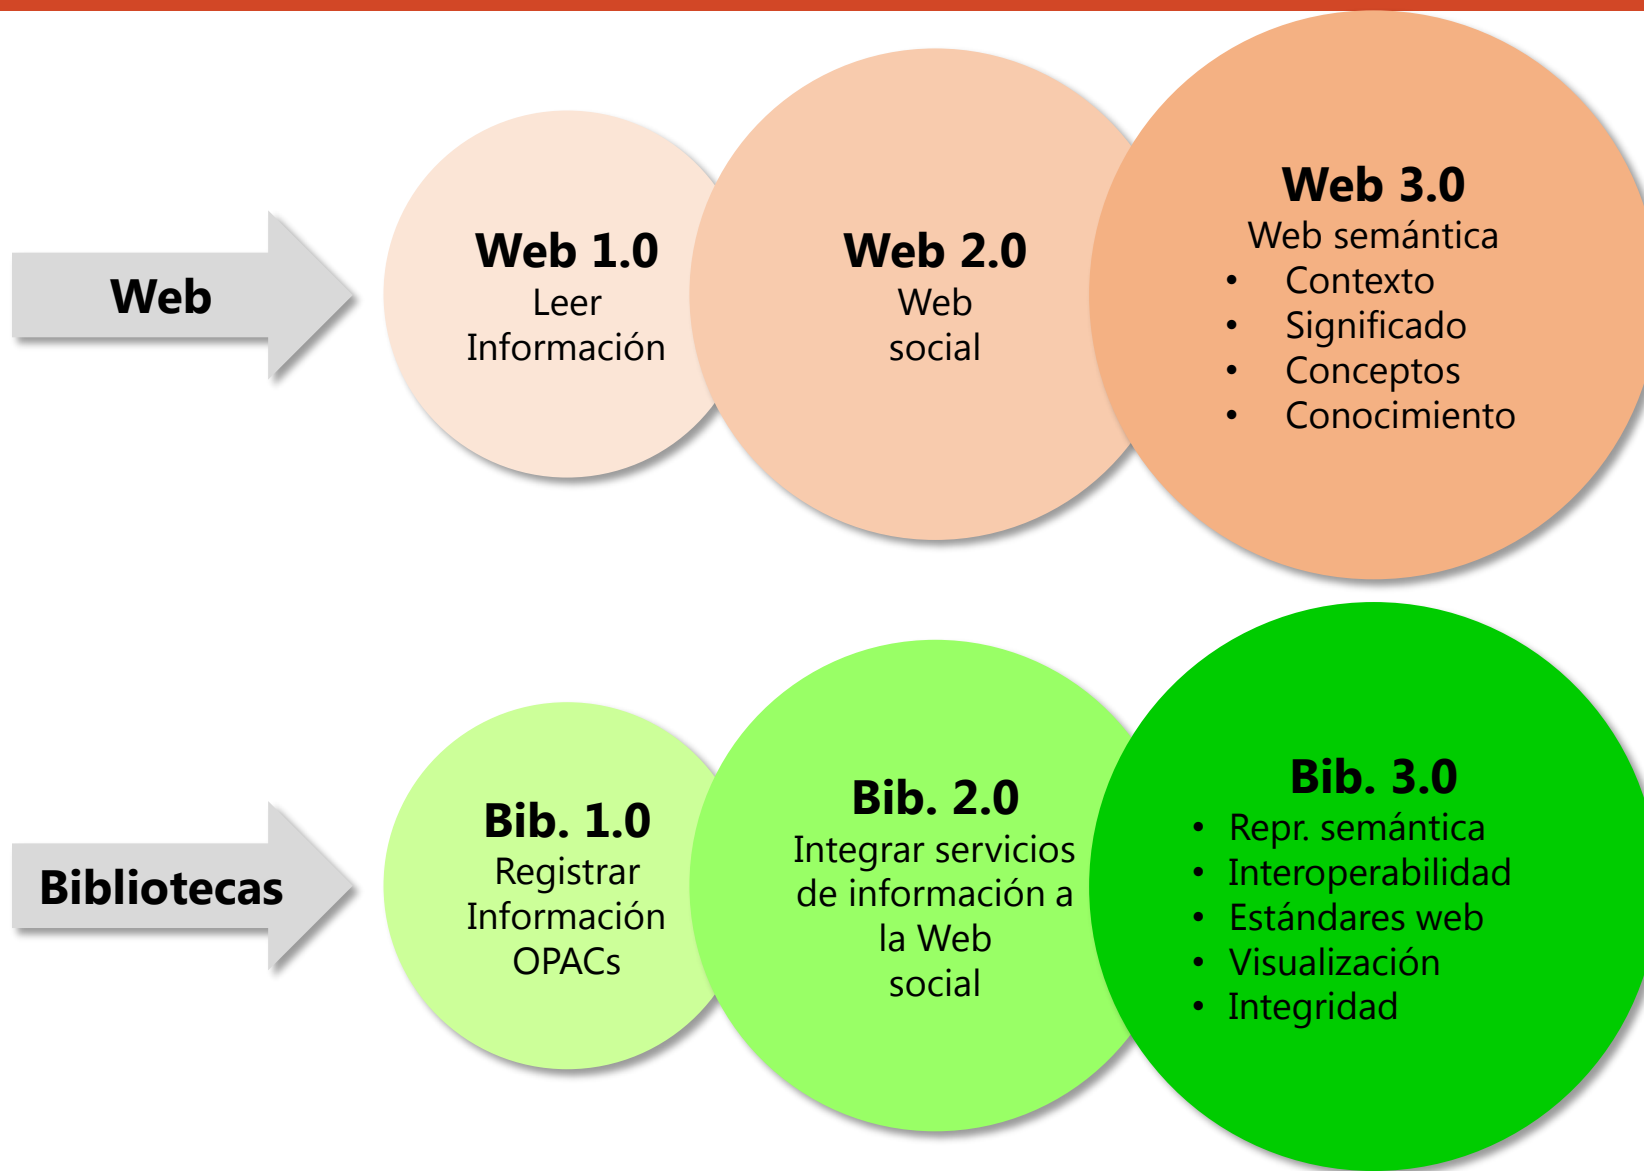 Web
Web 1.0
Leer
Información
Web 2.0
Web
social
Web 3.0
Web semántica
• Contexto
• Significado
• Conceptos
• Conocimiento
Bibliotecas
Bib. 1.0
Registrar
Información
OPACs
Bib. 2.0
Integrar servicios
de información a
la Web
social
Bib. 3.0
• Repr. semántica
• Interoperabilidad
• Estándares web
• Visualización
• Integridad